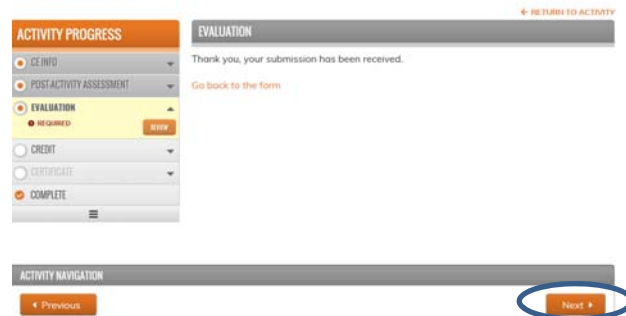 ← RETURN TO ACTIVITY
ACTIVITY PROGRESS
CE INFO
POST ACTIVITY ASSESSMENT
EVALUATION
REQUIRED
REVIEW
CREDIT
CERTIFICATE
COMPLETE
EVALUATION
Thank you, your submission has been received.
Go back to the form
ACTIVITY NAVIGATION
Previous
Next